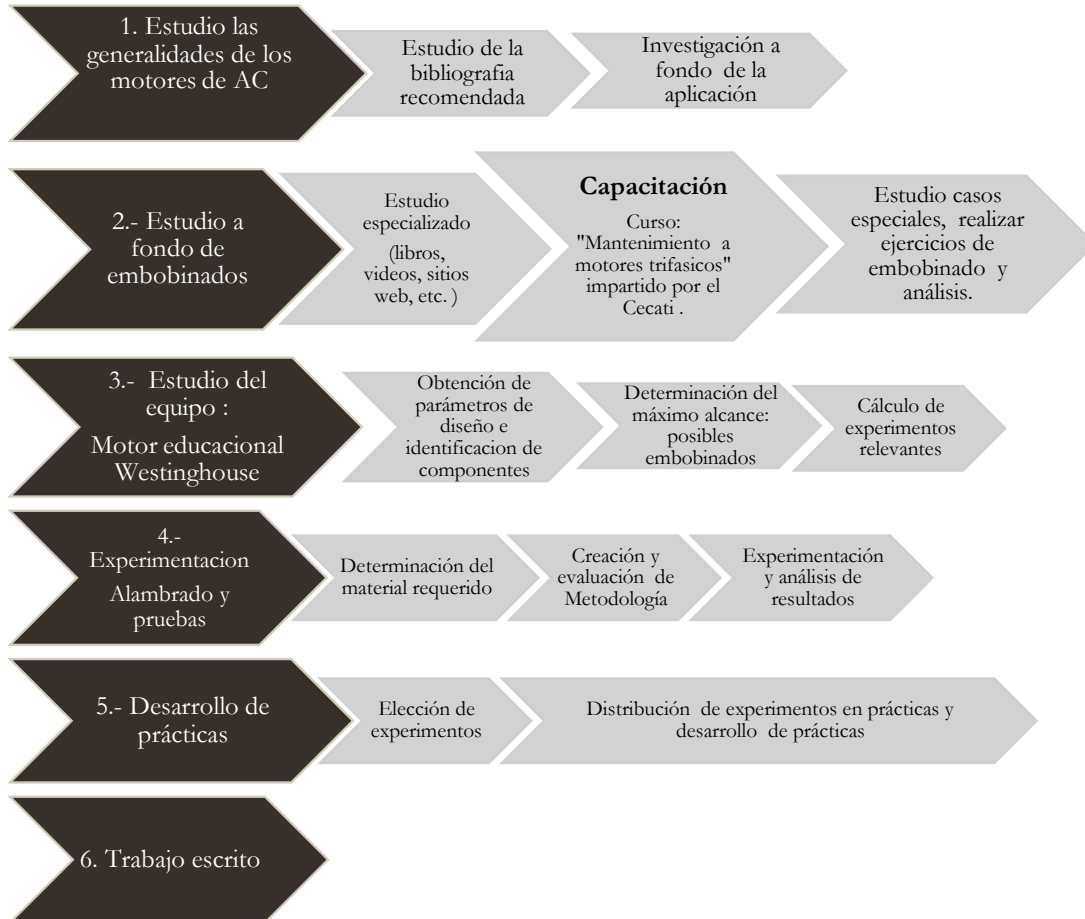 1. Estudio las
generalidades de los
motores de AC
Estudio de la
bibliografia
recomendada
Investigación a
fondo de la
aplicación
2.- Estudio a
fondo de
embobinados
Estudio
especializado
(libros,
videos, sitios
web, etc. )
Capacitación
Curso:
"Mantenimiento a
motores trifasicos"
impartido por el
Cecati .
Estudio casos
especiales, realizar
ejercicios de
embobinado y
análisis.
3.- Estudio del
equipo :
Motor educacional
Westinghouse
Obtención de
parámetros de
diseño e
identificacion de
componentes
Determinación del
máximo alcance:
posibles
embobinados
Cálculo de
experimentos
relevantes
4.-
Experimentacion
Alambrado y
pruebas
Determinación del
material requerido
Creación y
evaluación de
Metodología
Experimentación
y análisis de
resultados
5.- Desarrollo de
prácticas
Elección de
experimentos
Distribución de experimentos en prácticas y
desarrollo de prácticas
6. Trabajo escrito